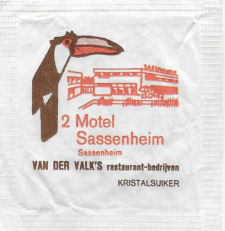 2 Motel
Sassenheim
Sassenheim
VAN DER VALK'S restaurant-bedrijven
KRISTALSUIKER